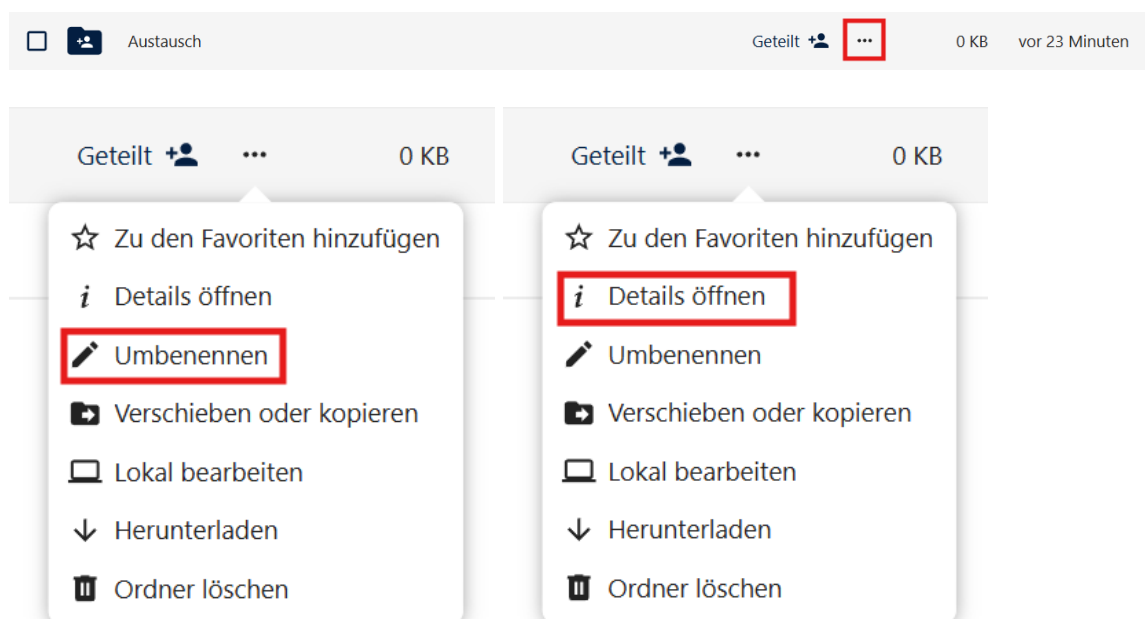 Austausch Geteilt ... 0 KB vor 23 Minuten
Geteilt ... 0 KB
Zu den Favoriten hinzufügen
i Details öffnen
Umbenennen
Verschieben oder kopieren
Lokal bearbeiten
Herunterladen
Ordner löschen
Geteilt ... 0 KB
Zu den Favoriten hinzufügen
i Details öffnen
Umbenennen
Verschieben oder kopieren
Lokal bearbeiten
Herunterladen
Ordner löschen